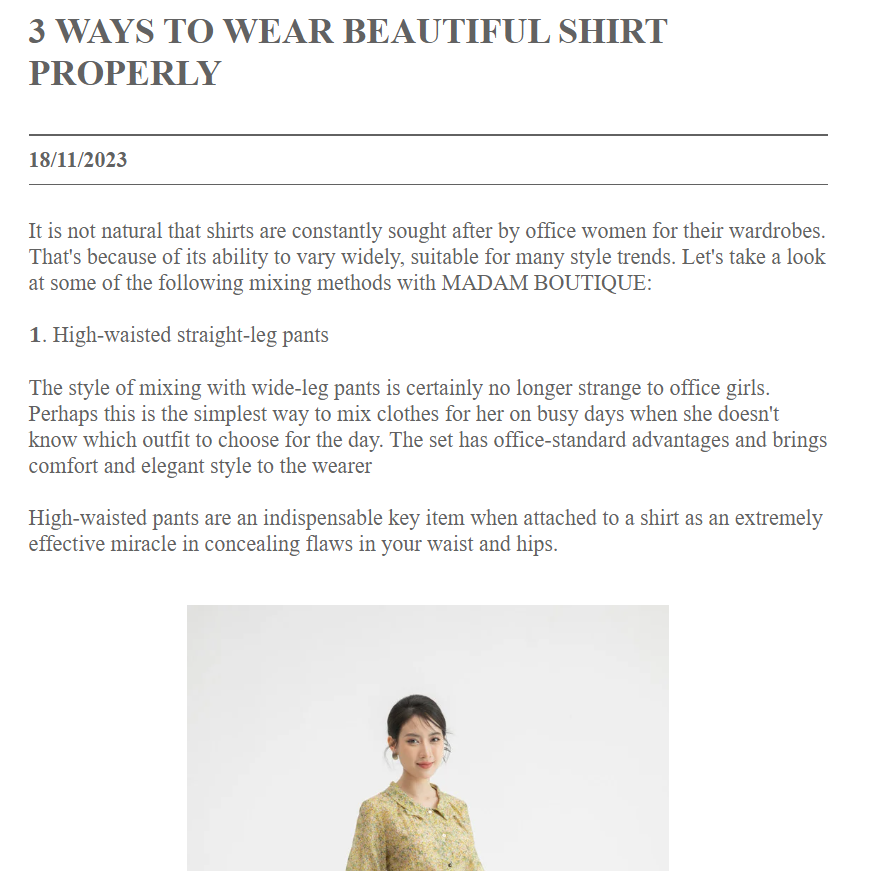 3 WAYS TO WEAR BEAUTIFUL SHIRT
PROPERLY
18/11/2023
It is not natural that shirts are constantly sought after by office women for their wardrobes.
That's because of its ability to vary widely, suitable for many style trends. Let's take a look
at some of the following mixing methods with MADAM BOUTIQUE:
1. High-waisted straight-leg pants
The style of mixing with wide-leg pants is certainly no longer strange to office girls.
Perhaps this is the simplest way to mix clothes for her on busy days when she doesn't
know which outfit to choose for the day. The set has office-standard advantages and brings
comfort and elegant style to the wearer
High-waisted pants are an indispensable key item when attached to a shirt as an extremely
effective miracle in concealing flaws in your waist and hips.